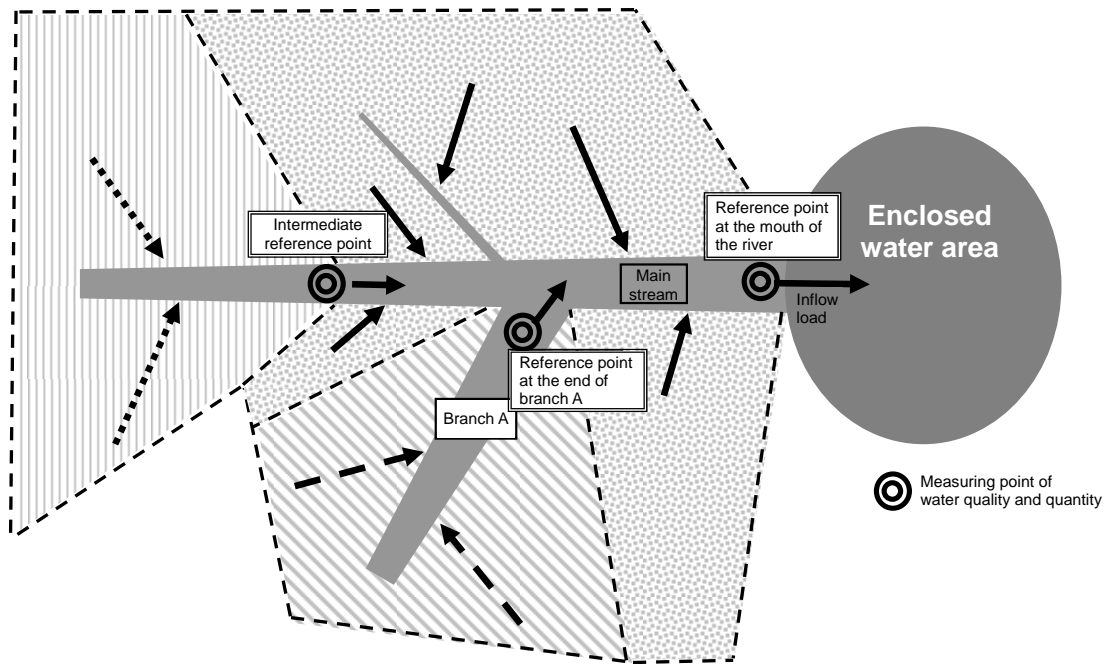 Intermediate
reference point
Reference point
at the mouth of
the river
Enclosed
water area
Main
stream
Inflow
load
Reference point
at the end of
branch A
Branch A
Measuring point of
water quality and quantity